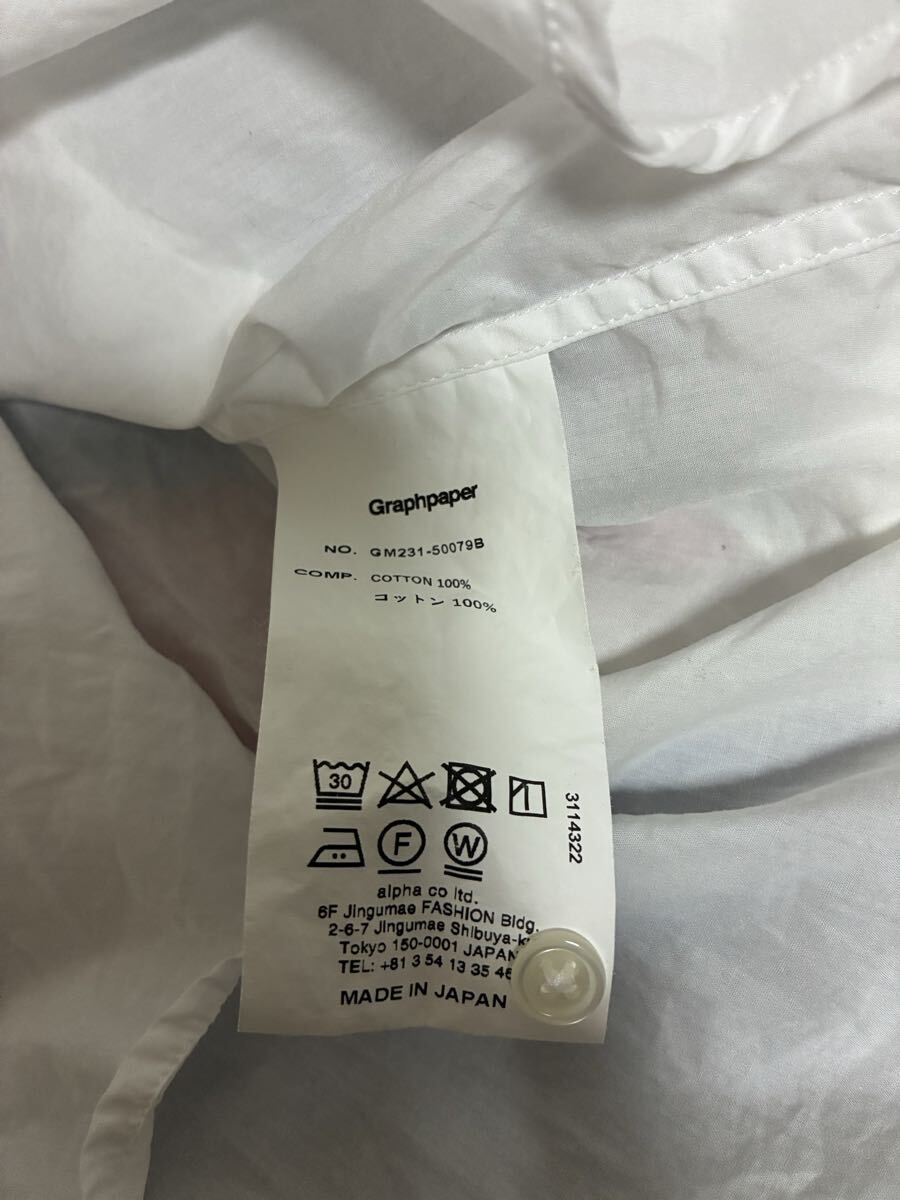 Graphpaper
NO. GM231-50079B
COMP. COTTON 100%
コットン 100%
30
3114322
F W
alpha co ltd.
6F Jingumae FASHION Bldg.
2-6-7 Jingumae Shibuya-k
Tokyo 150-0001 JAPAN
TEL: +81 3 54 13 35 46
MADE IN JAPAN